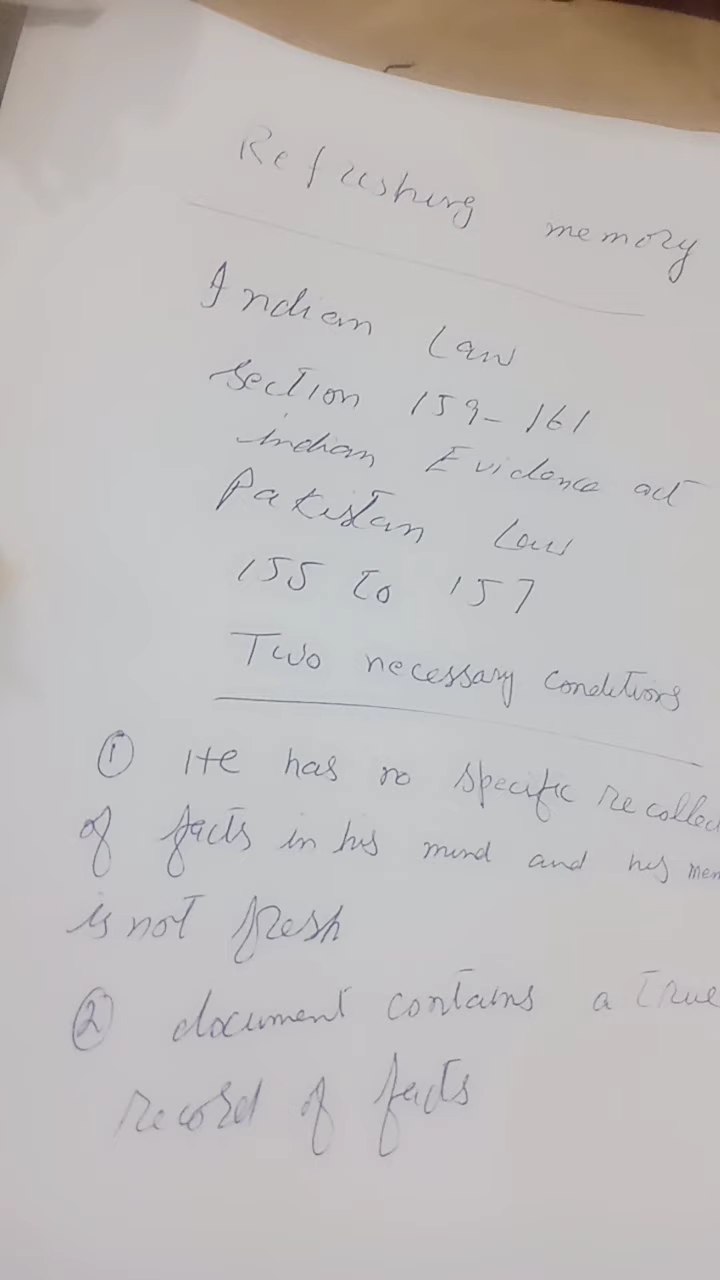 Refreshing memory
Indian Law
Section 159-161
indian Evidence act
Pakistan Law
155 to 157
Two necessary conditions
① He has no specific recollec
of facts in his mind and his mem
is not fresh
② document contains a true
record of facts